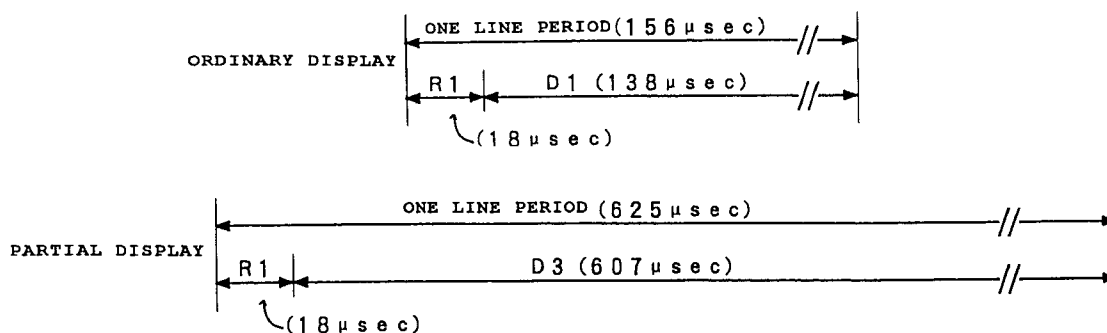 ONE LINE PERIOD(156μsec)
ORDINARY DISPLAY
R1 D1 (138μsec)
(18μsec)
ONE LINE PERIOD (625μsec)
PARTIAL DISPLAY
R1 D3 (607μsec)
(18μsec)